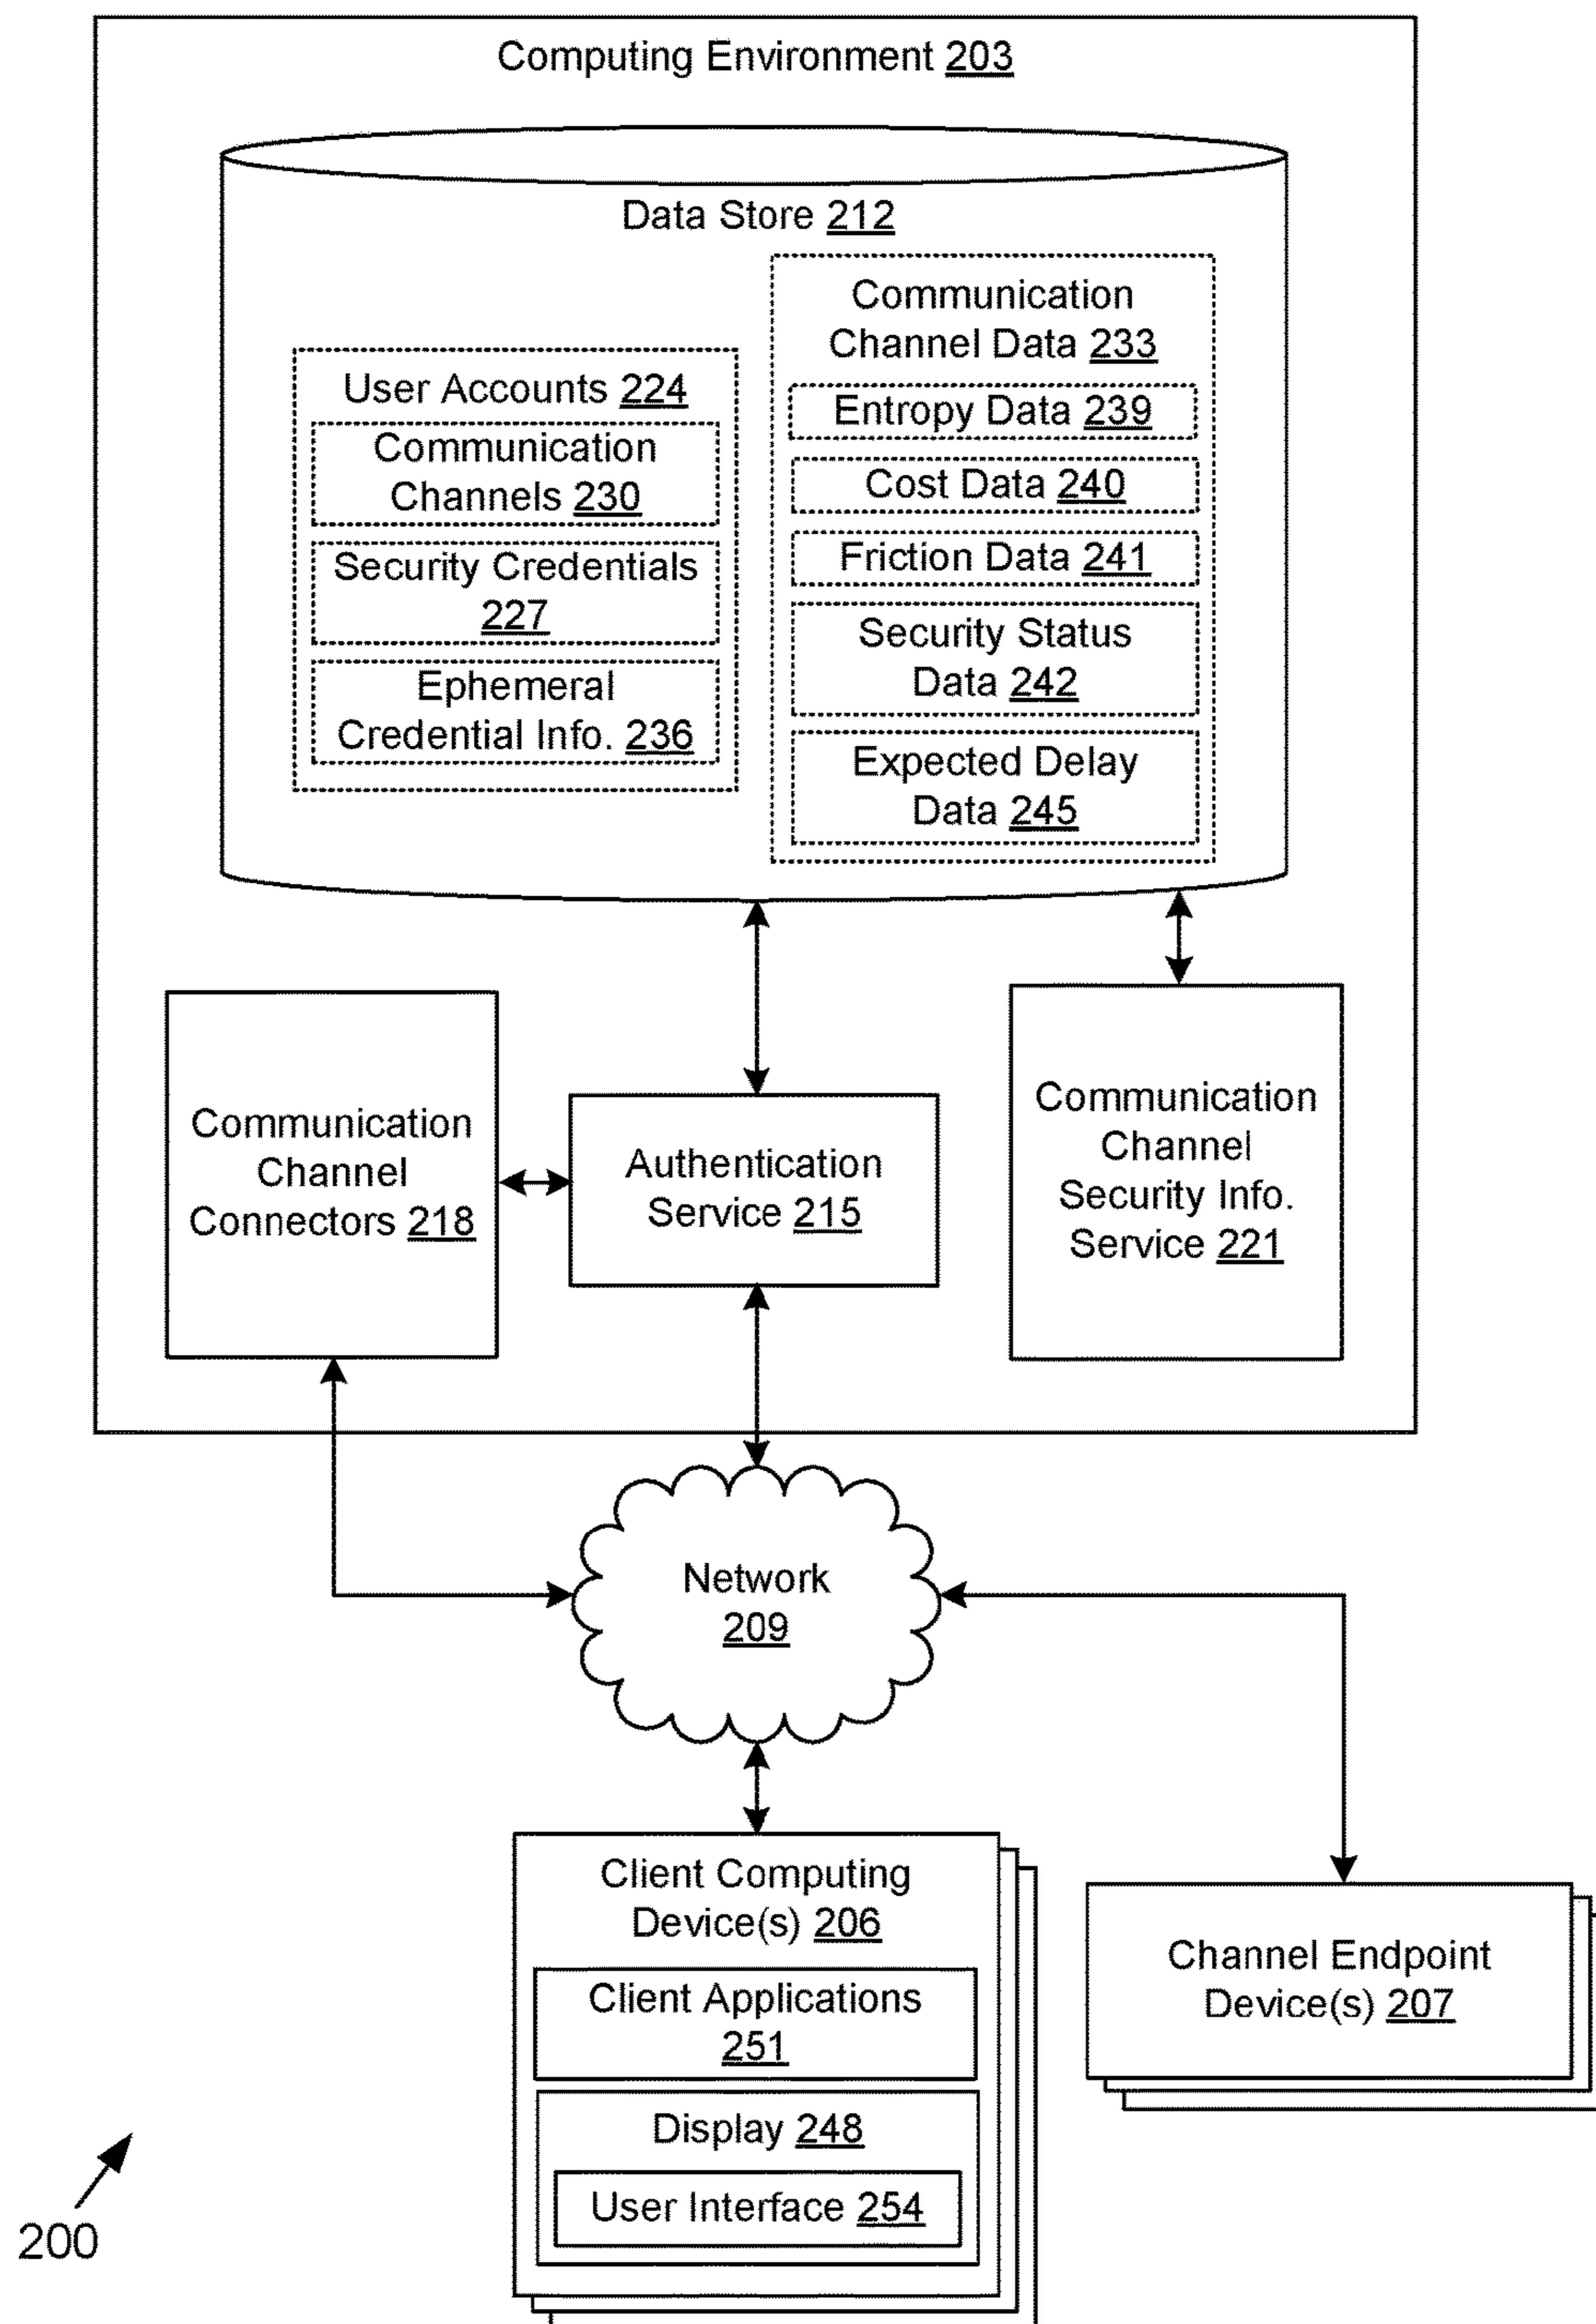 Computing Environment 203
Data Store 212
User Accounts 224
Communication
Channels 230
Security Credentials
227
Ephemeral
Credential Info. 236
Communication
Channel Data 233
Entropy Data 239
Cost Data 240
Friction Data 241
Security Status
Data 242
Expected Delay
Data 245
Communication
Channel
Connectors 218
Authentication
Service 215
Communication
Channel
Security Info.
Service 221
Network
209
Client Computing
Device(s) 206
Client Applications
251
Display 248
User Interface 254
Channel Endpoint
Device(s) 207
200